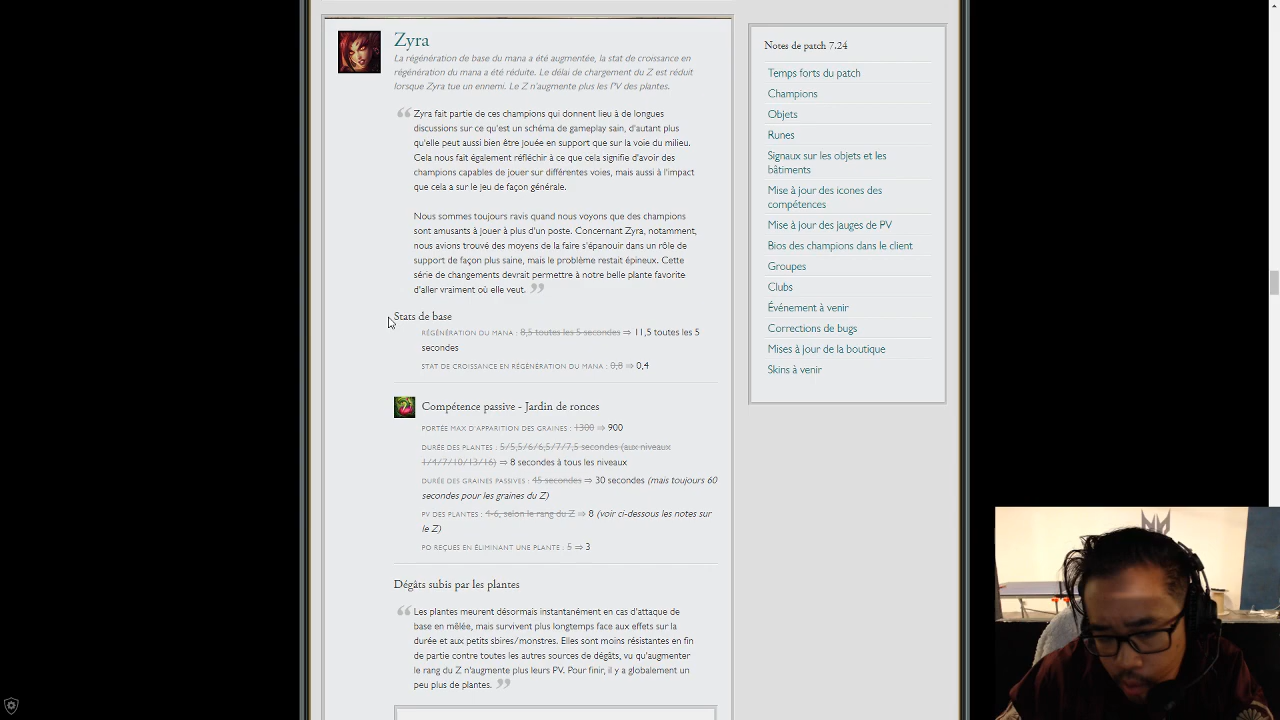 Zyra
La régénération de base du mana a été augmentée, la stat de croissance en
régénération du mana a été réduite. Le délai de chargement du Z est réduit
lorsque Zyra tue un ennemi. Le Z n'augmente plus les PV des plantes.
Zyra fait partie de ces champions qui donnent lieu à de longues
discussions sur ce qu'est un schéma de gameplay sain, d'autant plus
qu'elle peut aussi bien être jouée en support que sur la voie du milieu.
Cela nous fait également réfléchir à ce que cela signifie d'avoir des
champions capables de jouer sur différentes voies, mais aussi à l'impact
que cela a sur le jeu de façon générale.
Nous sommes toujours ravis quand nous voyons que des champions
sont amusants à jouer à plus d'un poste. Concernant Zyra, notamment,
nous avions trouvé des moyens de la faire s'épanouir dans un rôle de
support de façon plus saine, mais le problème restait épineux. Cette
série de changements devrait permettre à notre belle plante favorite
d'aller vraiment où elle veut.
Stats de base
RÉGÉNÉRATION DU MANA : 8,5 toutes les 5 secondes ⇒ 11,5 toutes les 5
secondes
STAT DE CROISSANCE EN RÉGÉNÉRATION DU MANA : 0,8 ⇒ 0,4
Compétence passive - Jardin de ronces
PORTÉE MAX D'APPARITION DES GRAINES : 1300 ⇒ 900
DURÉE DES PLANTES : 5/5,5/6/6,5/7/7,5 secondes (aux niveaux
1/4/7/10/13/16) ⇒ 8 secondes à tous les niveaux
DURÉE DES GRAINES PASSIVES : 45 secondes ⇒ 30 secondes (mais toujours 60
secondes pour les graines du Z)
PV DES PLANTES : 4-6, selon le rang du Z ⇒ 8 (voir ci-dessous les notes sur
le Z)
PO REÇUES EN ÉLIMINANT UNE PLANTE : 5 ⇒ 3
Dégâts subis par les plantes
Les plantes meurent désormais instantanément en cas d'attaque de
base en mêlée, mais survivent plus longtemps face aux effets sur la
durée et aux petits sbires/monstres. Elles sont moins résistantes en fin
de partie contre toutes les autres sources de dégâts, vu qu'augmenter
le rang du Z n'augmente plus leurs PV. Pour finir, il y a globalement un
peu plus de plantes.
Notes de patch 7.24
Temps forts du patch
Champions
Objets
Runes
Signaux sur les objets et les
bâtiments
Mise à jour des icones des
compétences
Mise à jour des jauges de PV
Bios des champions dans le client
Groupes
Clubs
Événement à venir
Corrections de bugs
Mises à jour de la boutique
Skins à venir